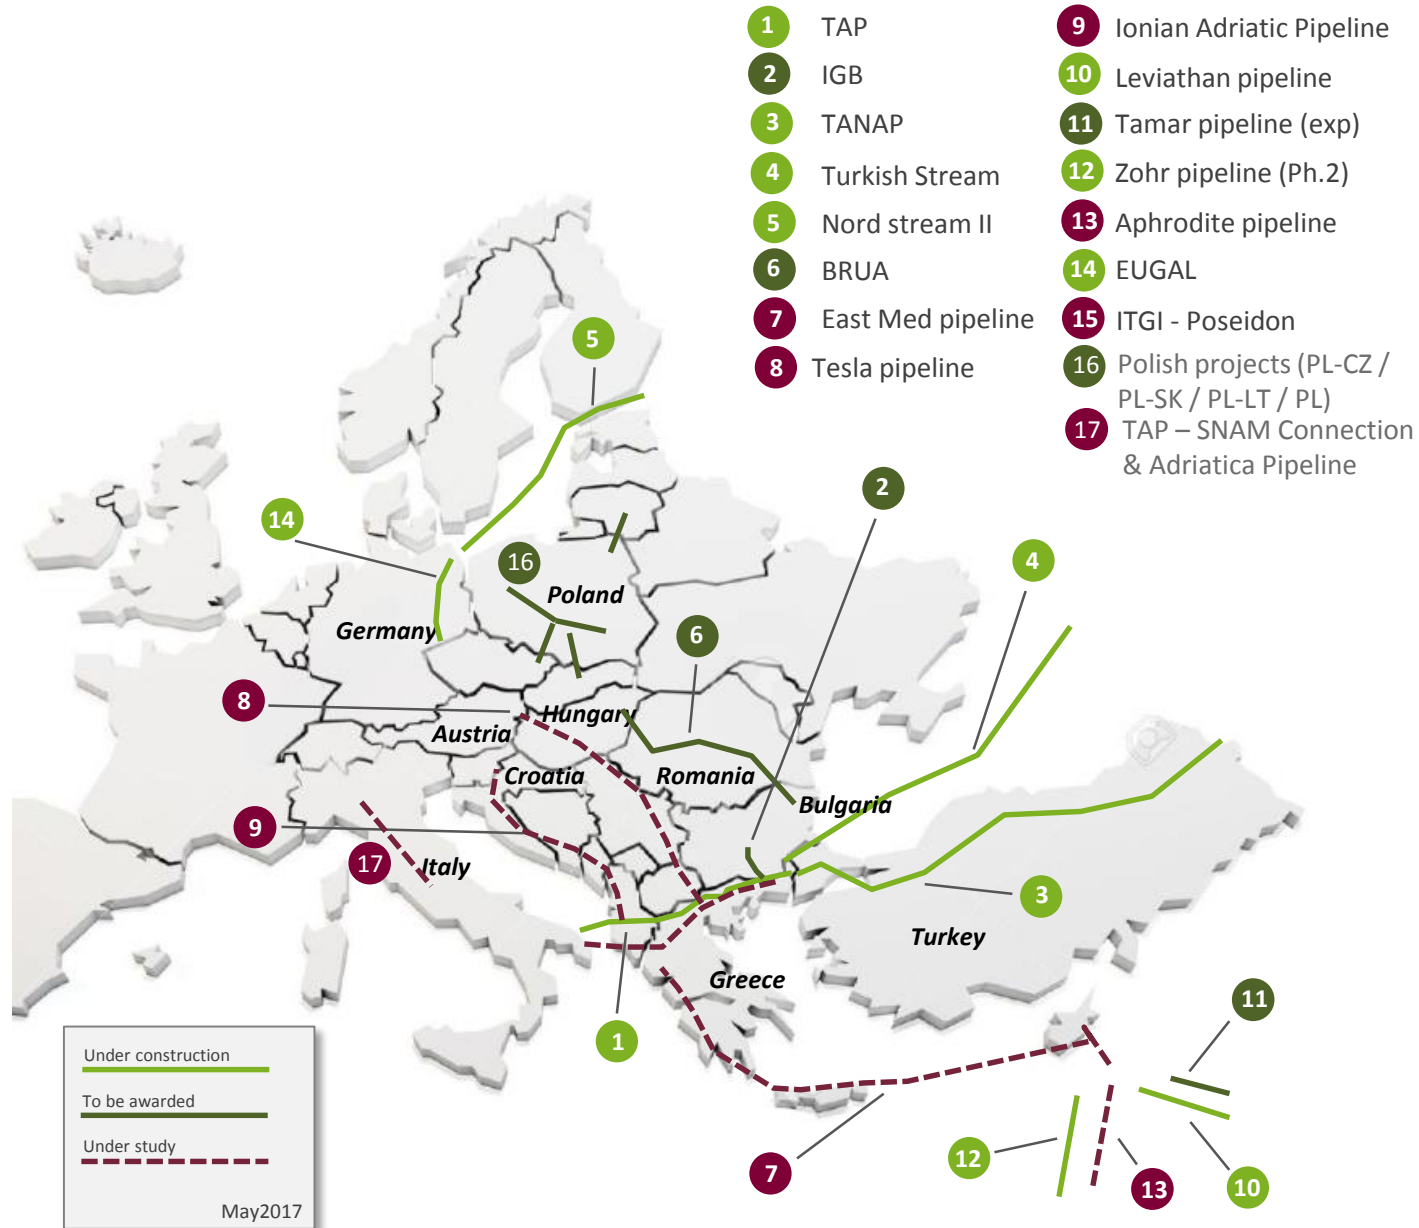 1 TAP
2 IGB
3 TANAP
4 Turkish Stream
5 Nord stream II
6 BRUA
7 East Med pipeline
8 Tesla pipeline
9 Ionian Adriatic Pipeline
10 Leviathan pipeline
11 Tamar pipeline (exp)
12 Zohr pipeline (Ph.2)
13 Aphrodite pipeline
14 EUGAL
15 ITGI - Poseidon
16 Polish projects (PL-CZ /
PL-SK / PL-LT / PL)
17 TAP – SNAM Connection
& Adriatica Pipeline
5
2
14
4
16
Poland
Germany
6
8
Hungary
Austria
Croatia
Romania
Bulgaria
9
17
Italy
3
Turkey
Greece
11
1
12
7
13
10
Under construction
To be awarded
Under study
May2017